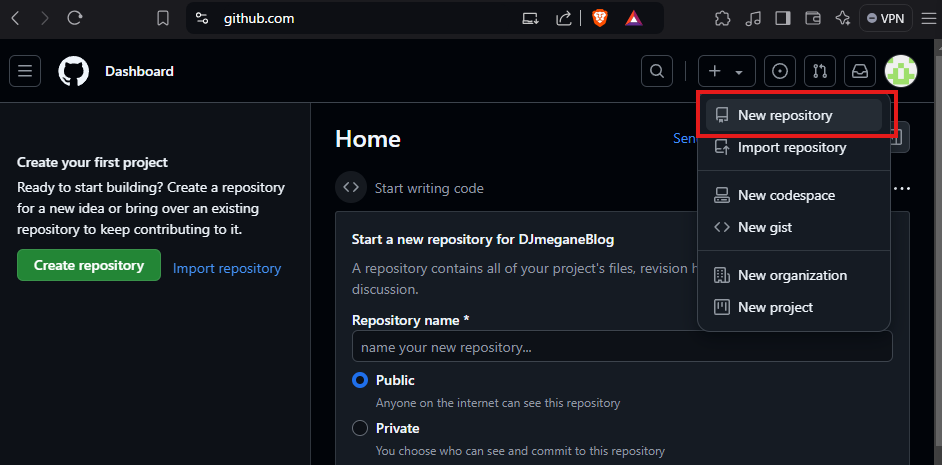 github.com
VPN
Dashboard
New repository
Import repository
New codespace
New gist
New organization
New project
Create your first project
Ready to start building? Create a repository
for a new idea or bring over an existing
repository to keep contributing to it.
Create repository
Import repository
Home
Start writing code
Start a new repository for DJmeganeBlog
A repository contains all of your project's files, revision
discussion.
Repository name *
name your new repository...
Public
Anyone on the internet can see this repository
Private
You choose who can see and commit to this repository